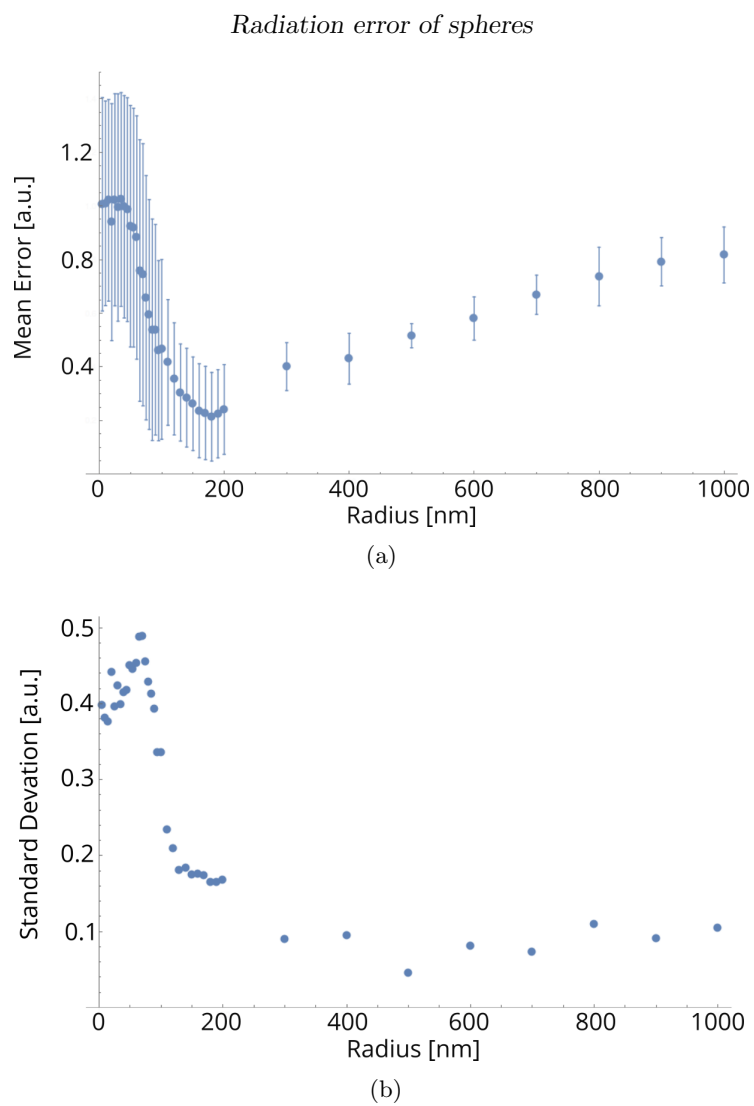 Radiation error of spheres
Mean Error [a.u.]
1.2
0.8
0.4
0 200 400 600 800 1000
Radius [nm]
(a)
Standard Devation [a.u.]
0.5
0.4
0.3
0.2
0.1
0 200 400 600 800 1000
Radius [nm]
(b)